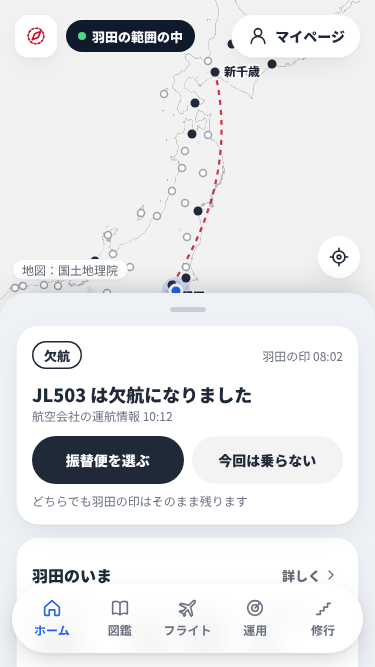 羽田の範囲の中
マイページ
新千歳
地図：国土地理院
欠航
羽田の印 08:02
JL503 は欠航になりました
航空会社の運航情報 10:12
振替便を選ぶ
今回は乗らない
どちらでも羽田の印はそのまま残ります
羽田のいま
詳しく
ホーム
図鑑
フライト
運用
修行